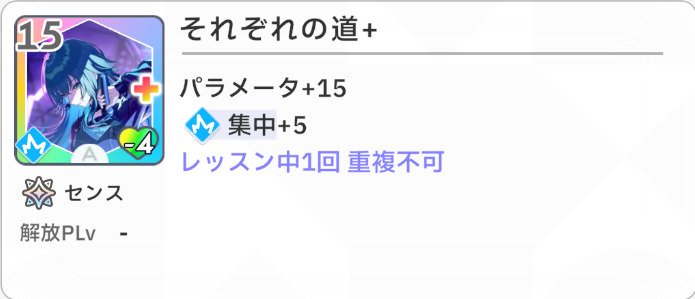 15
それぞれの道+
パラメータ+15
集中+5
レッスン中1回 重複不可
A
-4
センス
解放PLv -